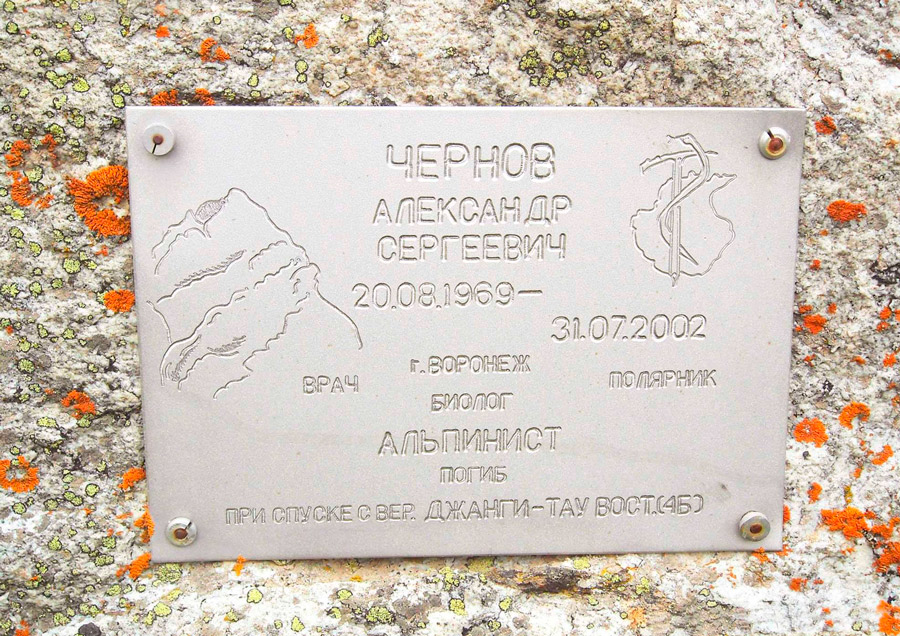 ЧЕРНОВ
АЛЕКСАНДР
СЕРГЕЕВИЧ
20.08.1969–
31.07.2002
г. ВОРОНЕЖ
ВРАЧ
ПОЛЯРНИК
БИОЛОГ
АЛЬПИНИСТ
ПОГИБ
ПРИ СПУСКЕ С ВЕР. ДЖАНГИ-ТАУ ВОСТ.(4Б)